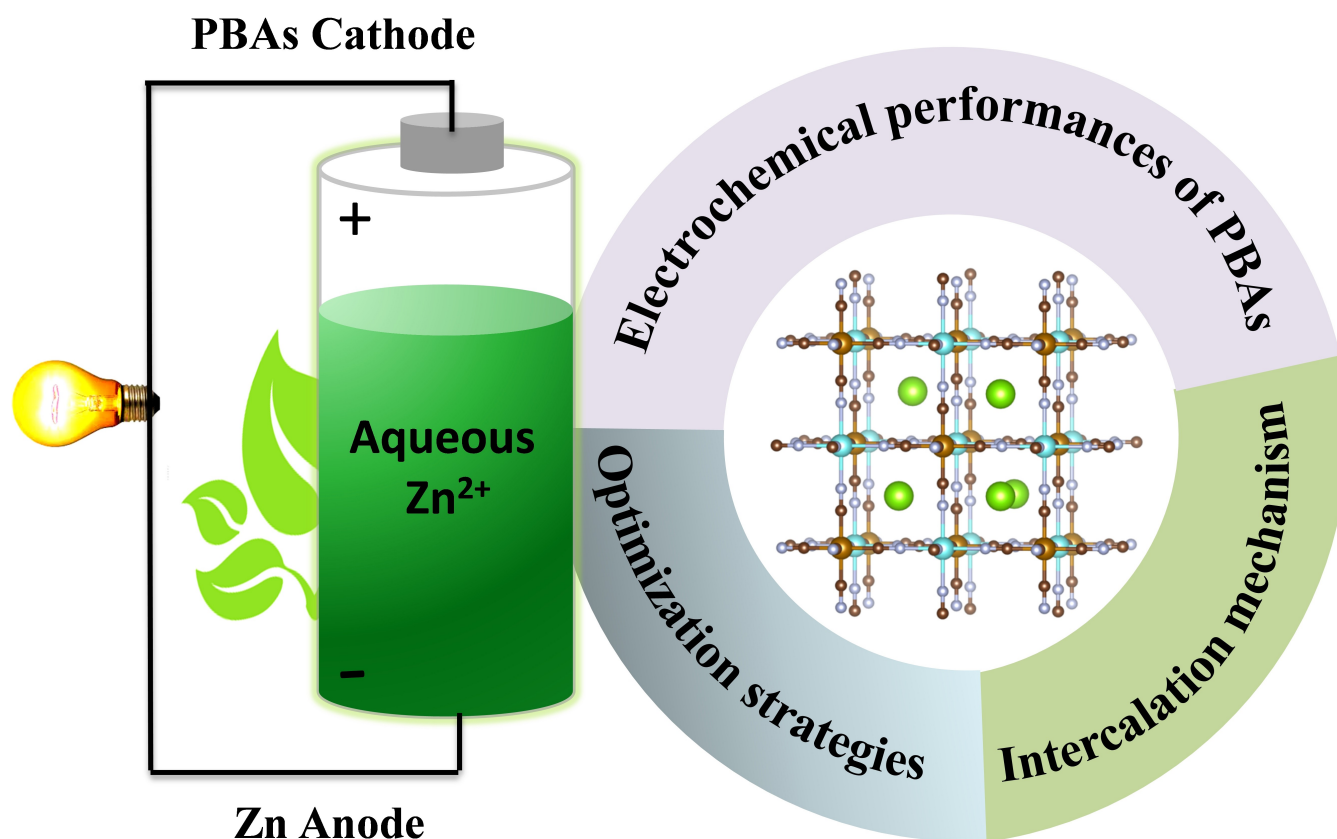 PBAs Cathode
+
Aqueous
Zn²⁺
−
Zn Anode
Electrochemical performances of PBAs
Optimization strategies
Intercalation mechanism